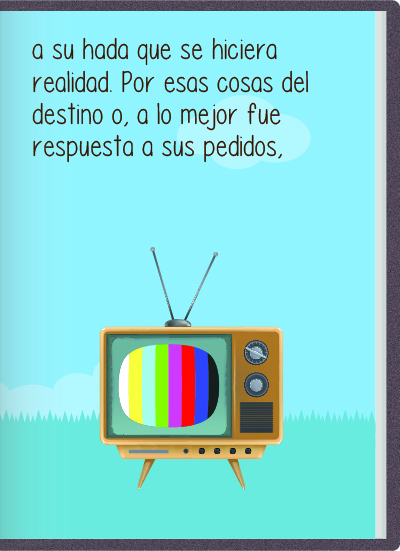 a su hada que se hiciera
realidad. Por esas cosas del
destino o, a lo mejor fue
respuesta a sus pedidos,